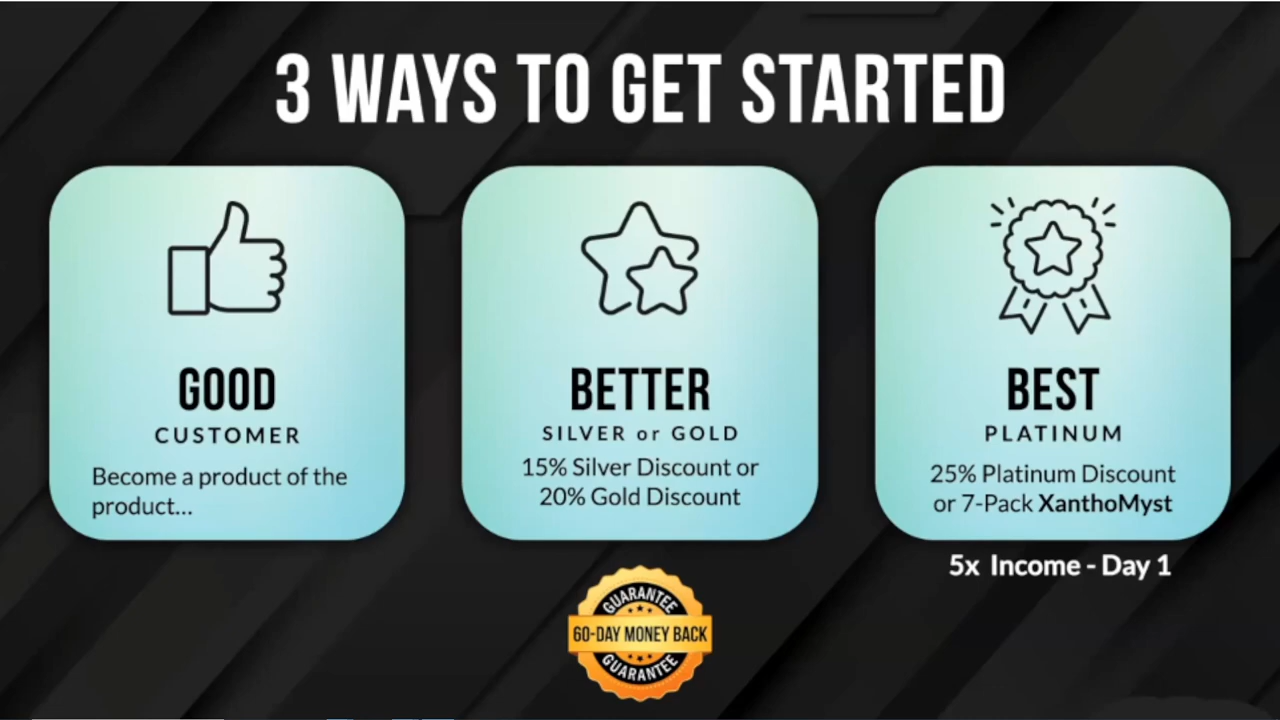 3 WAYS TO GET STARTED
GOOD
CUSTOMER
Become a product of the
product...
BETTER
SILVER or GOLD
15% Silver Discount or
20% Gold Discount
BEST
PLATINUM
25% Platinum Discount
or 7-Pack XanthoMyst
5x Income - Day 1
GUARANTEE
60-DAY MONEY BACK
GUARANTEE